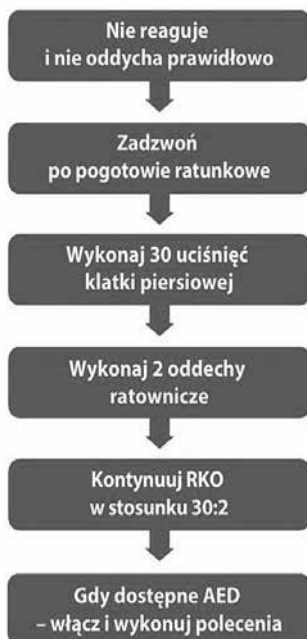 Nie reaguje
i nie oddycha prawidłowo
Zadzwoń
po pogotowie ratunkowe
Wykonaj 30 uciśnięć
klatki piersiowej
Wykonaj 2 oddechy
ratownicze
Kontynuuj RKO
w stosunku 30:2
Gdy dostępne AED
– włącz i wykonuj polecenia